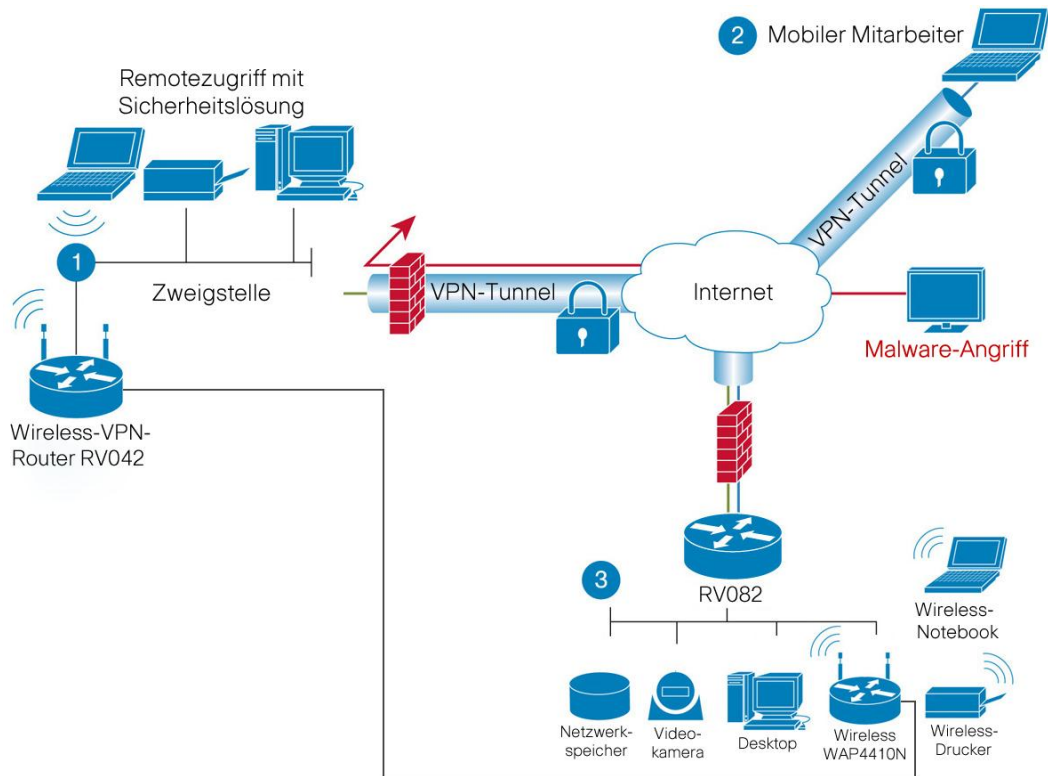 2
Mobiler Mitarbeiter
Remotezugriff mit
Sicherheitslösung
VPN-Tunnel
1
Zweigstelle
VPN-Tunnel
Internet
Malware-Angriff
Wireless-VPN-
Router RV042
3
RV082
Wireless-
Notebook
Netzwerk-
speicher
Video-
kamera
Desktop
Wireless
WAP4410N
Wireless-
Drucker